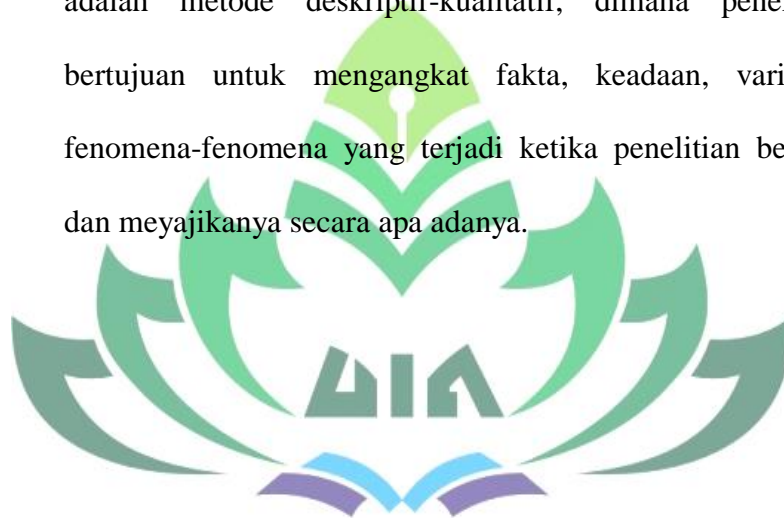 adalah metode deskriptif-kualitatif, dimana
bertujuan untuk mengangkat fakta, keadaan,
fenomena-fenomena yang terjadi ketika penelitian
dan meyajikanya secara apa adanya.
UIN